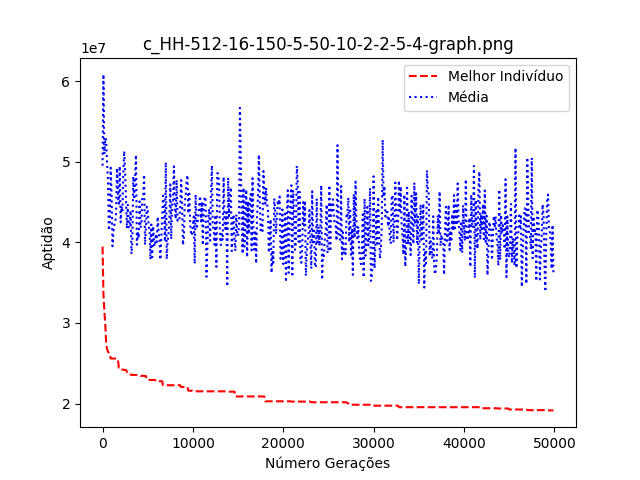 c_HH-512-16-150-5-50-10-2-2-5-4-graph.png
1e7
Melhor Indivíduo
Média
6
5
4
3
2
Aptidão
0
10000
20000
30000
40000
50000
Número Gerações